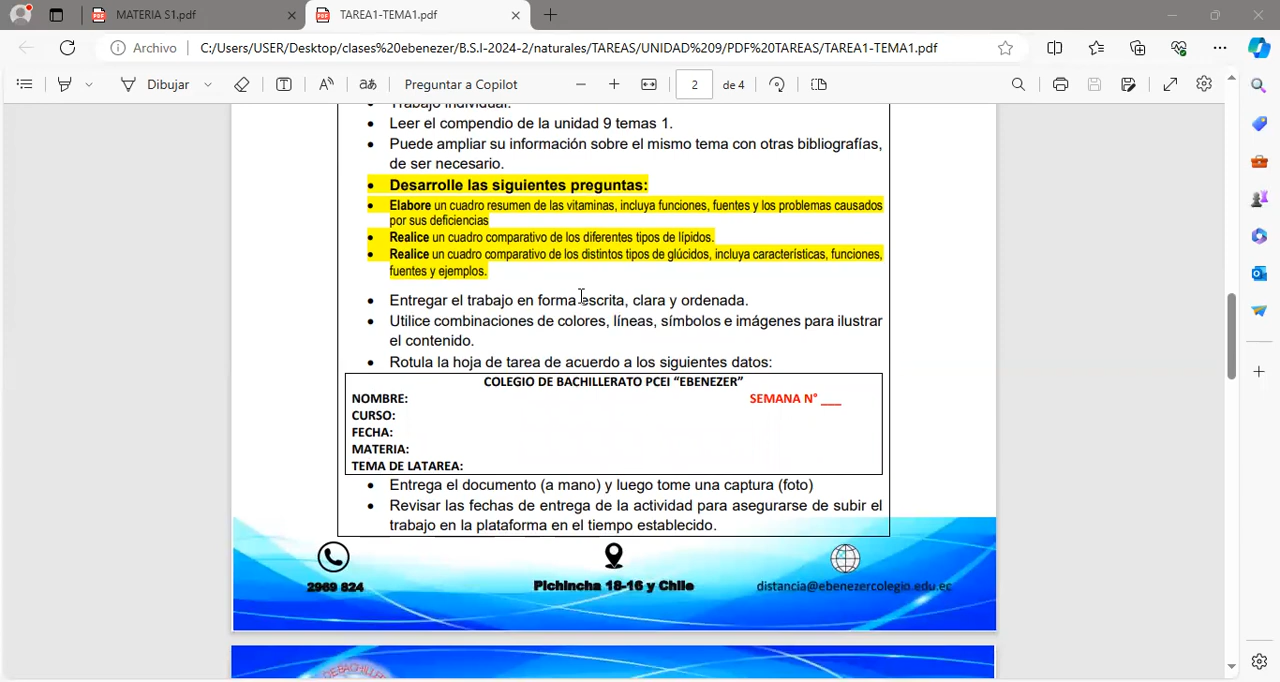 MATERIA S1.pdf
TAREA1-TEMA1.pdf
Archivo
C:/Users/USER/Desktop/clases%20ebenezer/B.S.I-2024-2/naturales/TAREAS/UNIDAD%209/PDF%20TAREAS/TAREA1-TEMA1.pdf
Dibujar
Preguntar a Copilot
2
de 4
Trabajo individual.
Leer el compendio de la unidad 9 temas 1.
Puede ampliar su información sobre el mismo tema con otras bibliografías,
de ser necesario.
Desarrolle las siguientes preguntas:
Elabore un cuadro resumen de las vitaminas, incluya funciones, fuentes y los problemas causados
por sus deficiencias
Realice un cuadro comparativo de los diferentes tipos de lípidos.
Realice un cuadro comparativo de los distintos tipos de glúcidos, incluya características, funciones,
fuentes y ejemplos.
Entregar el trabajo en forma escrita, clara y ordenada.
Utilice combinaciones de colores, líneas, símbolos e imágenes para ilustrar
el contenido.
Rotula la hoja de tarea de acuerdo a los siguientes datos:
COLEGIO DE BACHILLERATO PCEI “EBENEZER”
NOMBRE:
SEMANA N° ___
CURSO:
FECHA:
MATERIA:
TEMA DE LATAREA:
Entrega el documento (a mano) y luego tome una captura (foto)
Revisar las fechas de entrega de la actividad para asegurarse de subir el
trabajo en la plataforma en el tiempo establecido.
2969 824
Pichincha 18-16 y Chile
distancia@ebenezercolegio.edu.ec